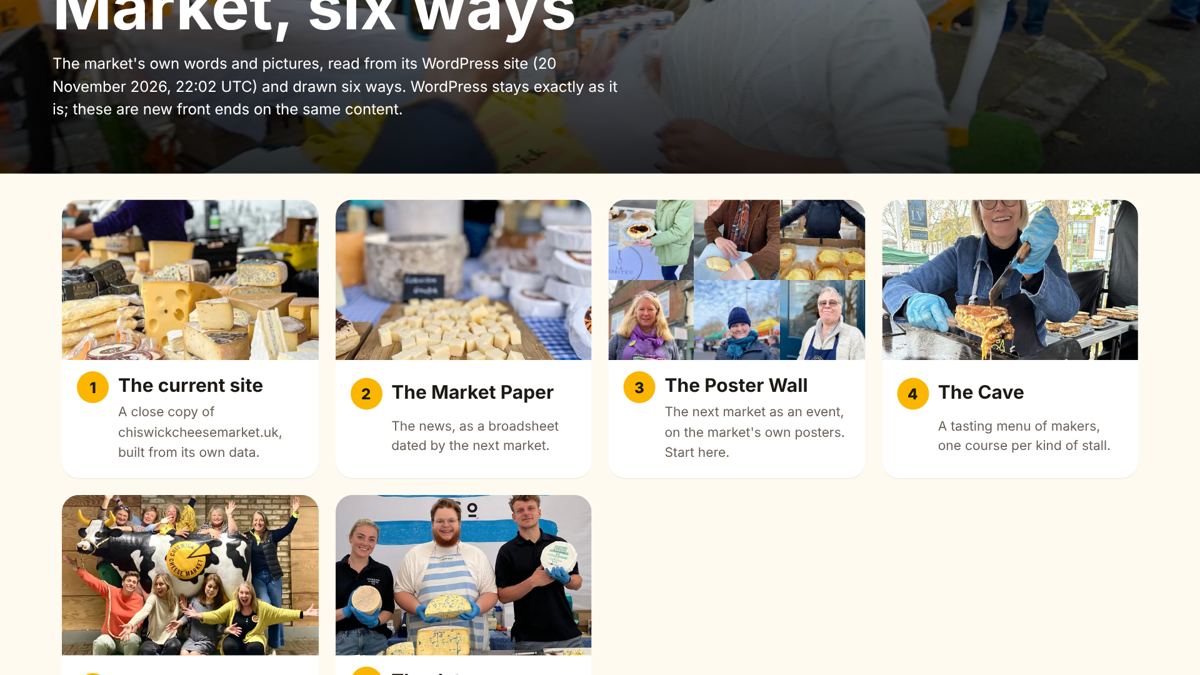 Market, six ways
The market's own words and pictures, read from its WordPress site (20
November 2026, 22:02 UTC) and drawn six ways. WordPress stays exactly as it
is; these are new front ends on the same content.
1 The current site
A close copy of
chiswickcheesemarket.uk,
built from its own data.
2 The Market Paper
The news, as a broadsheet
dated by the next market.
3 The Poster Wall
The next market as an event,
on the market's own posters.
Start here.
4 The Cave
A tasting menu of makers,
one course per kind of stall.
CHISWICK
CHEESE MARKET